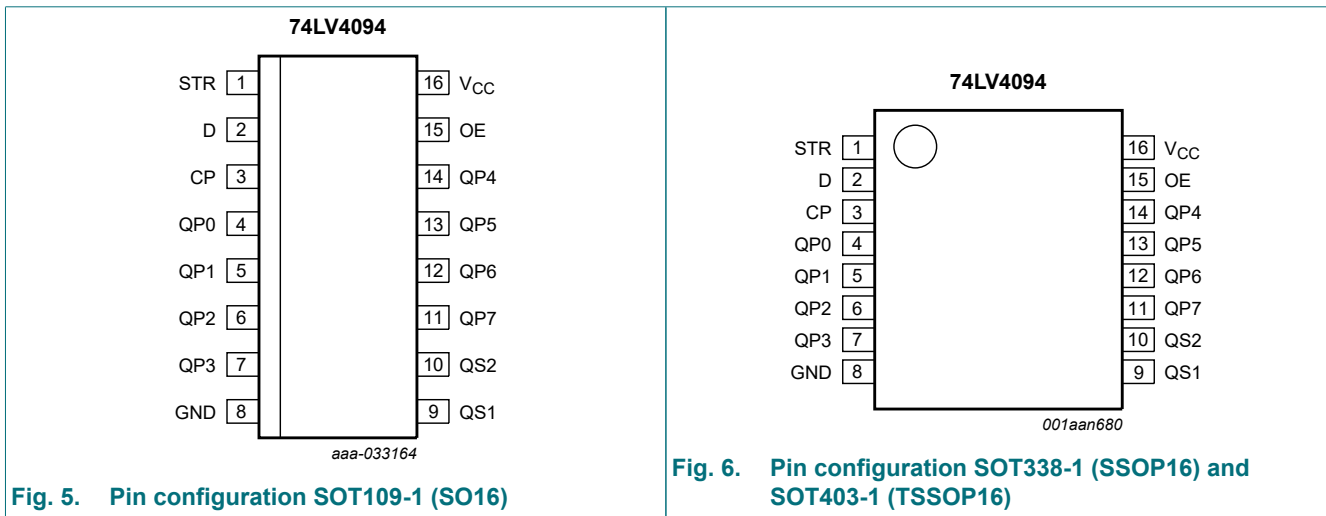 74LV4094
STR 1 16 VCC
D 2 15 OE
CP 3 14 QP4
QP0 4 13 QP5
QP1 5 12 QP6
QP2 6 11 QP7
QP3 7 10 QS2
GND 8 9 QS1
aaa-033164
Fig. 5. Pin configuration SOT109-1 (SO16)
74LV4094
STR 1 16 VCC
D 2 15 OE
CP 3 14 QP4
QP0 4 13 QP5
QP1 5 12 QP6
QP2 6 11 QP7
QP3 7 10 QS2
GND 8 9 QS1
001aan680
Fig. 6. Pin configuration SOT338-1 (SSOP16) and
SOT403-1 (TSSOP16)